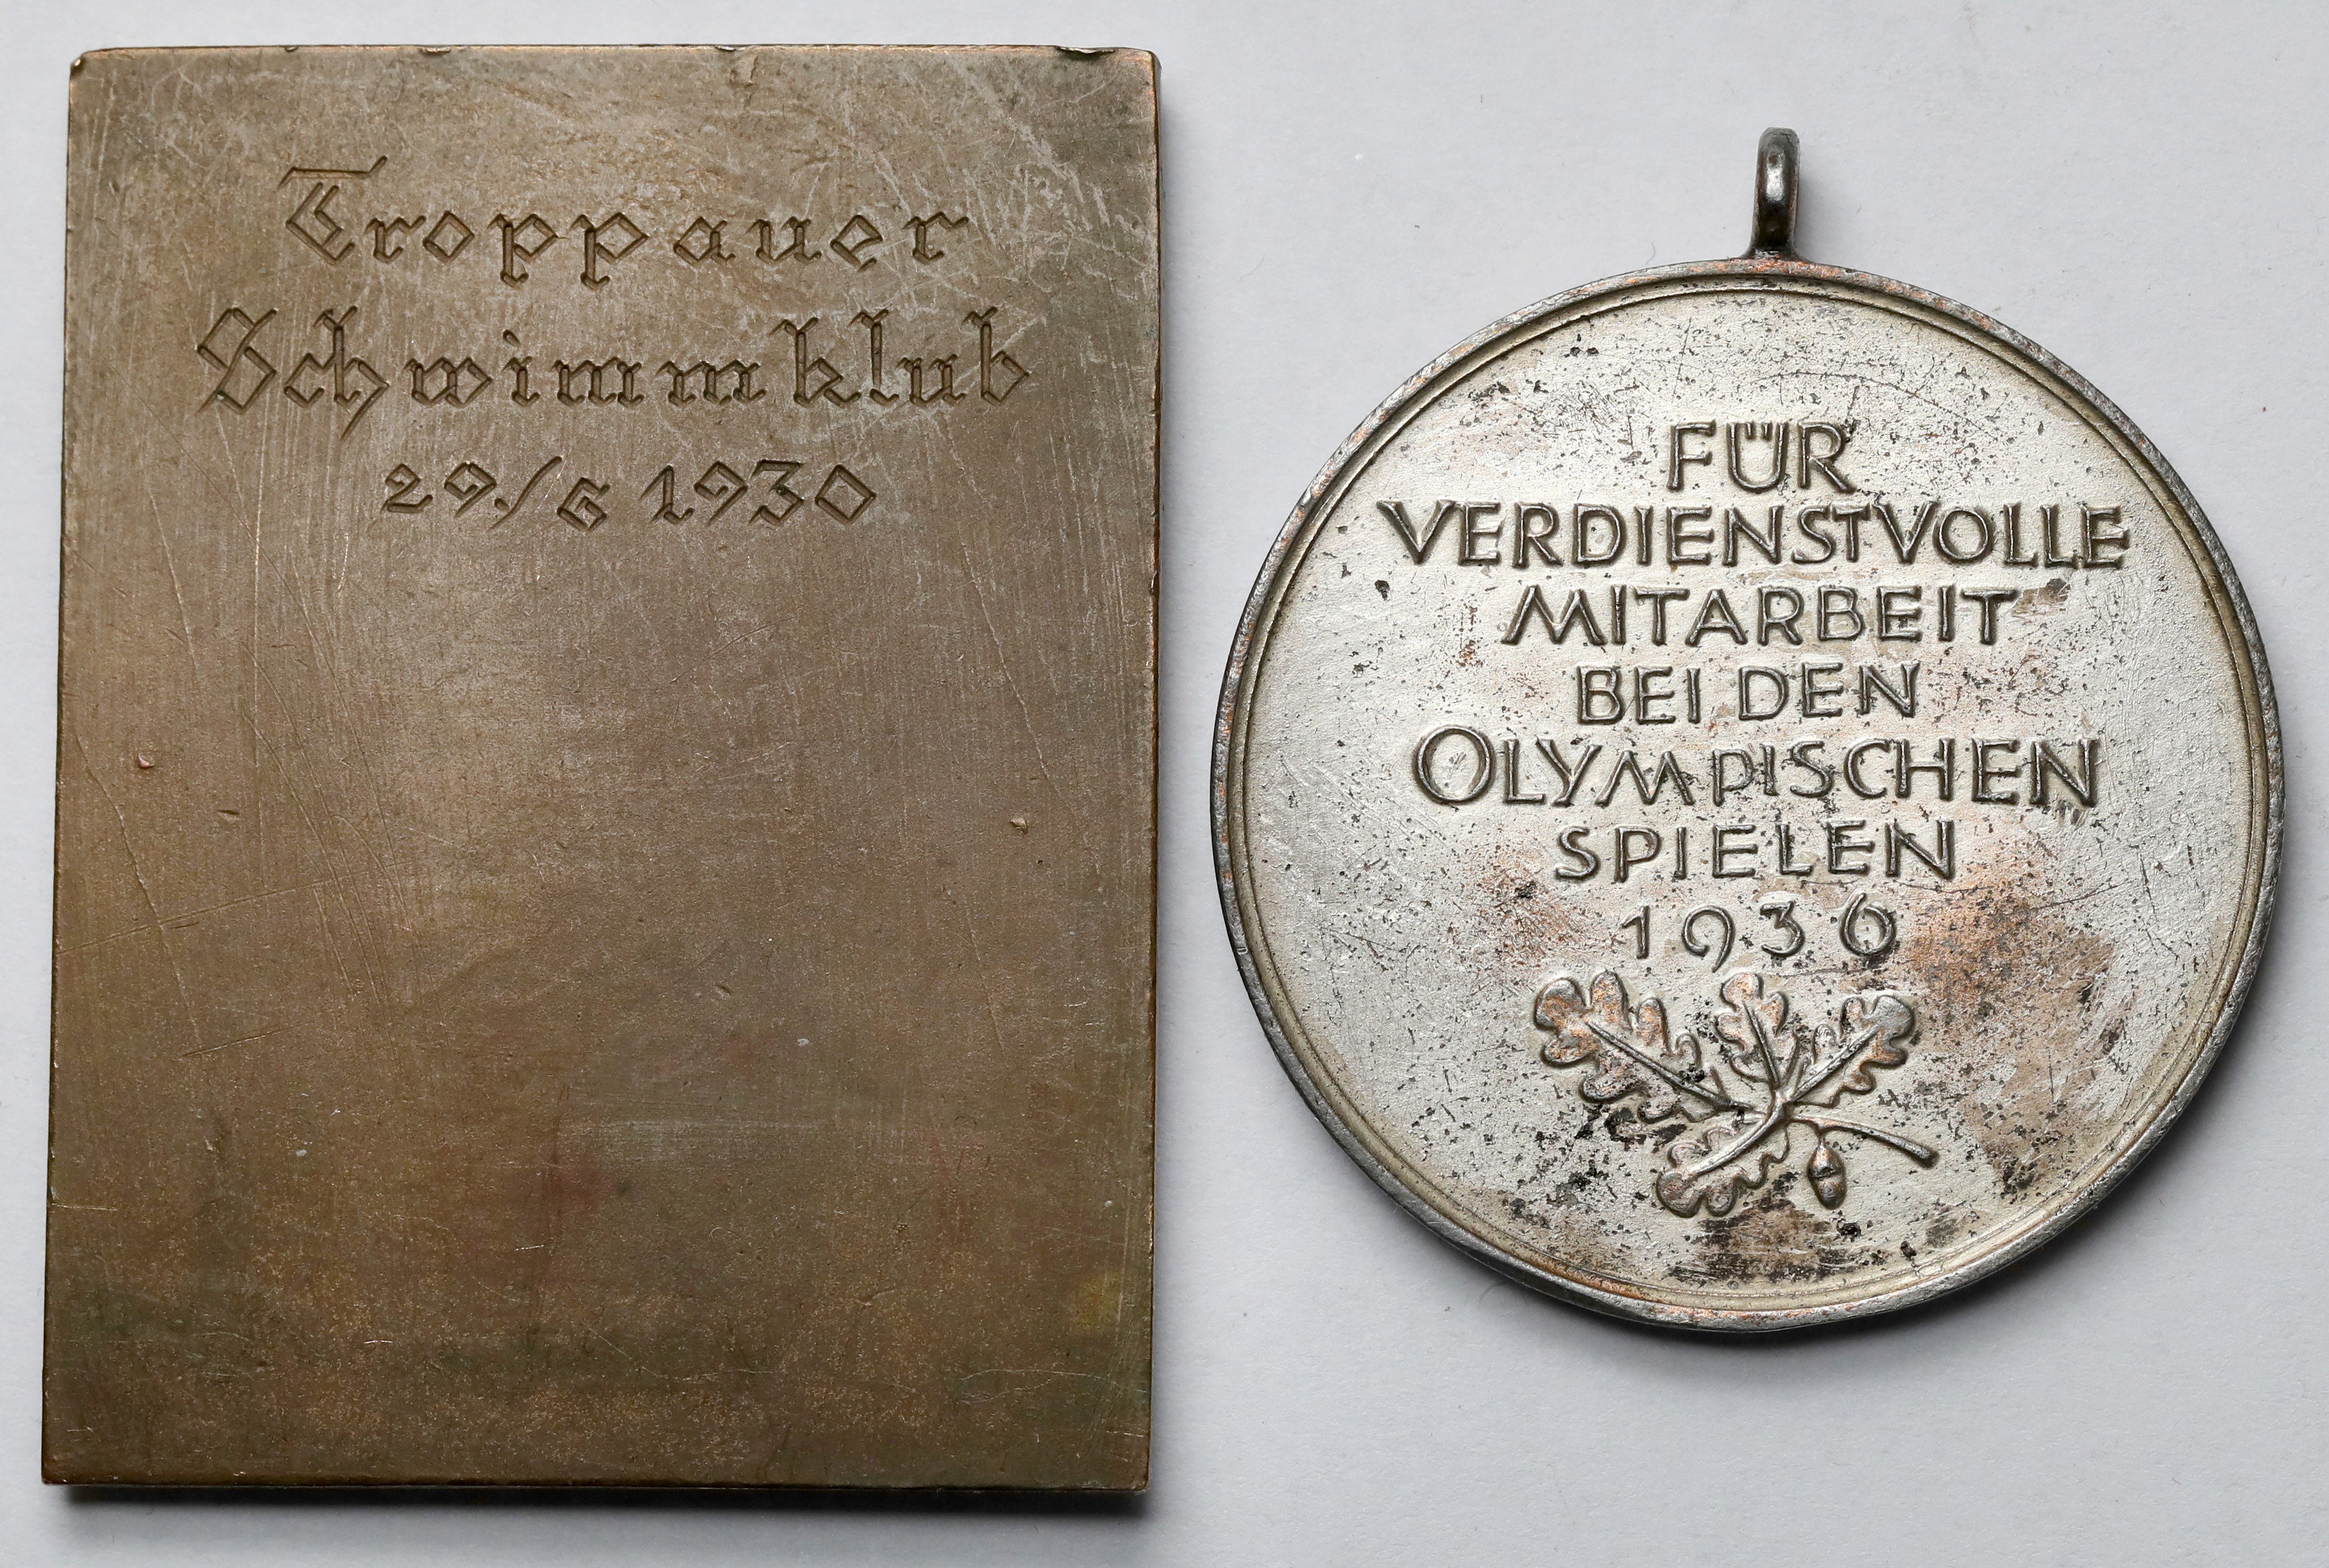 Troppauer
Schwimmklub
29./6 1930
FÜR
VERDIENSTVOLLE
MITARBEIT
BEI DEN
OLYMPISCHEN
SPIELEN
1936